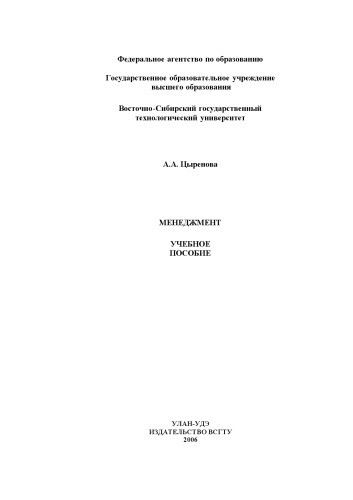 Федеральное агентство по образованию
Государственное образовательное учреждение
высшего образования
Восточно-Сибирский государственный
технологический университет
А.А. Цыренова
МЕНЕДЖМЕНТ
УЧЕБНОЕ
ПОСОБИЕ
УЛАН-УДЭ
ИЗДАТЕЛЬСТВО ВСГТУ
2006